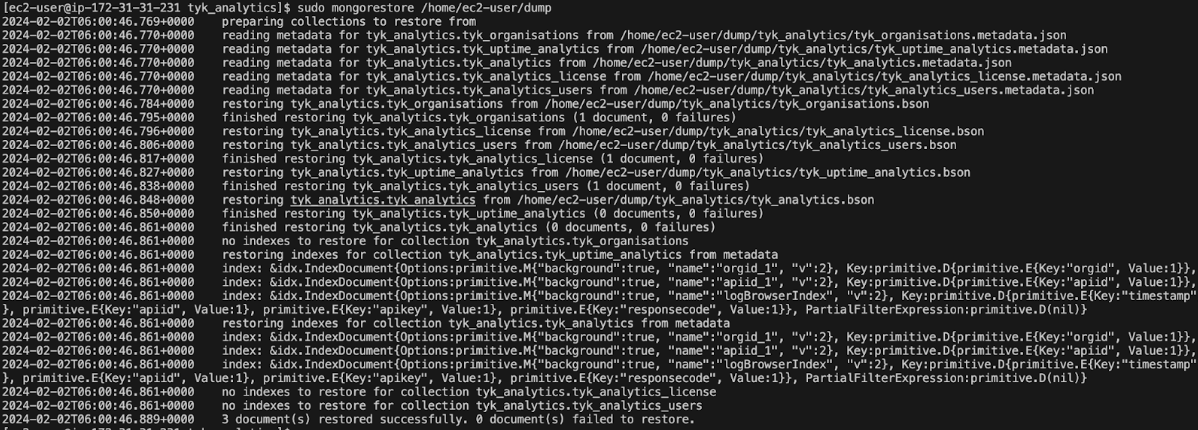 [ec2-user@ip-172-31-31-231 tyk_analytics]$ sudo mongorestore /home/ec2-user/dump
2024-02-02T06:00:46.769+0000    preparing collections to restore from
2024-02-02T06:00:46.770+0000    reading metadata for tyk_analytics.tyk_organisations from /home/ec2-user/dump/tyk_analytics/tyk_organisations.metadata.json
2024-02-02T06:00:46.770+0000    reading metadata for tyk_analytics.tyk_uptime_analytics from /home/ec2-user/dump/tyk_analytics/tyk_uptime_analytics.metadata.json
2024-02-02T06:00:46.770+0000    reading metadata for tyk_analytics.tyk_analytics from /home/ec2-user/dump/tyk_analytics/tyk_analytics.metadata.json
2024-02-02T06:00:46.770+0000    reading metadata for tyk_analytics.tyk_analytics_license from /home/ec2-user/dump/tyk_analytics/tyk_analytics_license.metadata.json
2024-02-02T06:00:46.770+0000    reading metadata for tyk_analytics.tyk_analytics_users from /home/ec2-user/dump/tyk_analytics/tyk_analytics_users.metadata.json
2024-02-02T06:00:46.784+0000    restoring tyk_analytics.tyk_organisations from /home/ec2-user/dump/tyk_analytics/tyk_organisations.bson
2024-02-02T06:00:46.795+0000    finished restoring tyk_analytics.tyk_organisations (1 document, 0 failures)
2024-02-02T06:00:46.796+0000    restoring tyk_analytics.tyk_analytics_license from /home/ec2-user/dump/tyk_analytics/tyk_analytics_license.bson
2024-02-02T06:00:46.806+0000    restoring tyk_analytics.tyk_analytics_users from /home/ec2-user/dump/tyk_analytics/tyk_analytics_users.bson
2024-02-02T06:00:46.817+0000    finished restoring tyk_analytics.tyk_analytics_license (1 document, 0 failures)
2024-02-02T06:00:46.827+0000    restoring tyk_analytics.tyk_uptime_analytics from /home/ec2-user/dump/tyk_analytics/tyk_uptime_analytics.bson
2024-02-02T06:00:46.838+0000    finished restoring tyk_analytics.tyk_analytics_users (1 document, 0 failures)
2024-02-02T06:00:46.848+0000    restoring tyk_analytics.tyk_analytics from /home/ec2-user/dump/tyk_analytics/tyk_analytics.bson
2024-02-02T06:00:46.850+0000    finished restoring tyk_analytics.tyk_uptime_analytics (0 documents, 0 failures)
2024-02-02T06:00:46.861+0000    finished restoring tyk_analytics.tyk_analytics (0 documents, 0 failures)
2024-02-02T06:00:46.861+0000    no indexes to restore for collection tyk_analytics.tyk_organisations
2024-02-02T06:00:46.861+0000    restoring indexes for collection tyk_analytics.tyk_uptime_analytics from metadata
2024-02-02T06:00:46.861+0000    index: &idx.IndexDocument{Options:primitive.M{"background":true, "name":"orgid_1", "v":2}, Key:primitive.D{primitive.E{Key:"orgid", Value:1}},
2024-02-02T06:00:46.861+0000    index: &idx.IndexDocument{Options:primitive.M{"background":true, "name":"apiid_1", "v":2}, Key:primitive.D{primitive.E{Key:"apiid", Value:1}},
2024-02-02T06:00:46.861+0000    index: &idx.IndexDocument{Options:primitive.M{"background":true, "name":"logBrowserIndex", "v":2}, Key:primitive.D{primitive.E{Key:"timestamp"
}, primitive.E{Key:"apiid", Value:1}, primitive.E{Key:"apikey", Value:1}, primitive.E{Key:"responsecode", Value:1}}, PartialFilterExpression:primitive.D(nil)}
2024-02-02T06:00:46.861+0000    restoring indexes for collection tyk_analytics.tyk_analytics from metadata
2024-02-02T06:00:46.861+0000    index: &idx.IndexDocument{Options:primitive.M{"background":true, "name":"orgid_1", "v":2}, Key:primitive.D{primitive.E{Key:"orgid", Value:1}},
2024-02-02T06:00:46.861+0000    index: &idx.IndexDocument{Options:primitive.M{"background":true, "name":"apiid_1", "v":2}, Key:primitive.D{primitive.E{Key:"apiid", Value:1}},
2024-02-02T06:00:46.861+0000    index: &idx.IndexDocument{Options:primitive.M{"background":true, "name":"logBrowserIndex", "v":2}, Key:primitive.D{primitive.E{Key:"timestamp"
}, primitive.E{Key:"apiid", Value:1}, primitive.E{Key:"apikey", Value:1}, primitive.E{Key:"responsecode", Value:1}}, PartialFilterExpression:primitive.D(nil)}
2024-02-02T06:00:46.861+0000    no indexes to restore for collection tyk_analytics.tyk_analytics_license
2024-02-02T06:00:46.861+0000    no indexes to restore for collection tyk_analytics.tyk_analytics_users
2024-02-02T06:00:46.889+0000    3 document(s) restored successfully. 0 document(s) failed to restore.